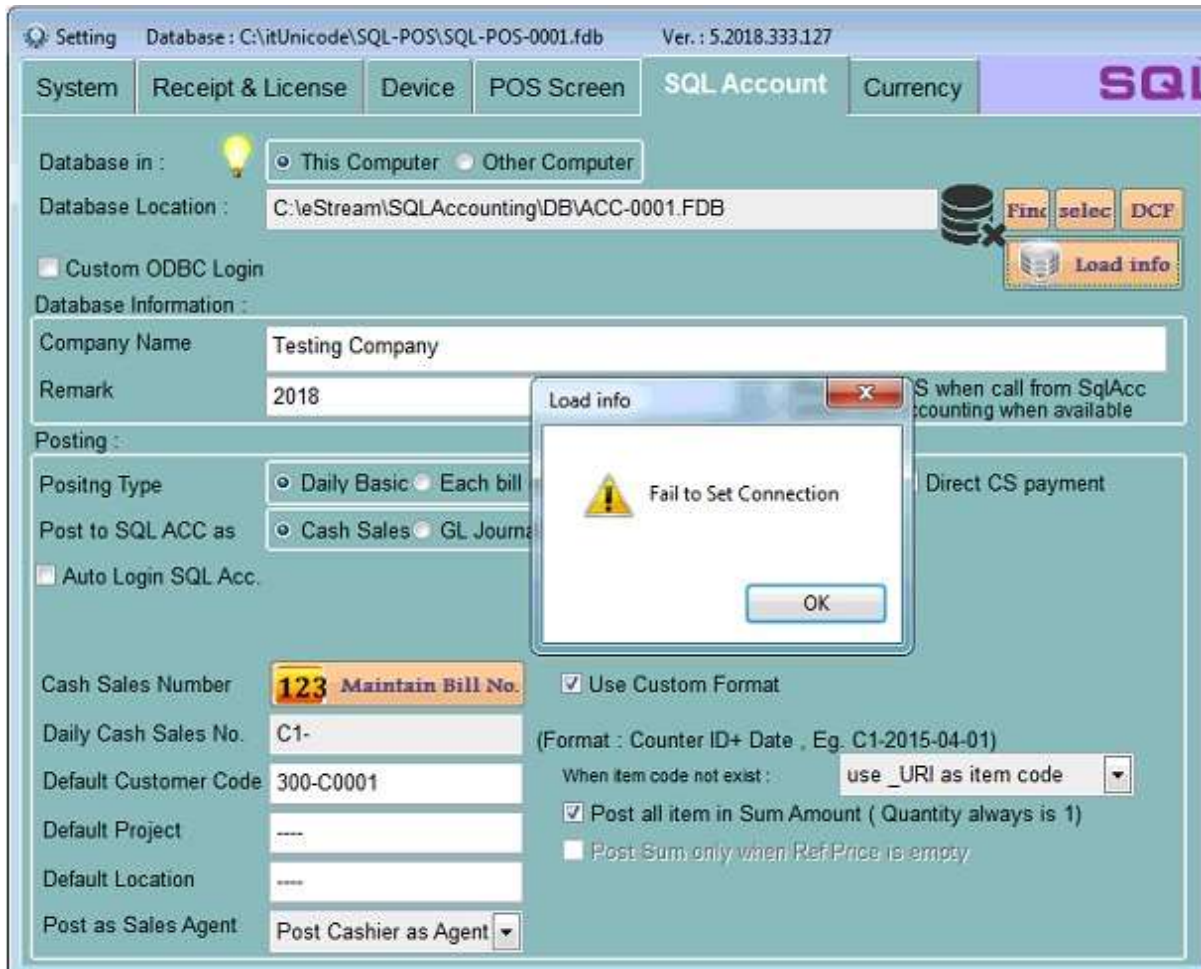 Setting Database : C:\itUnicode\SQL-POS\SQL-POS-0001.fdb Ver. : 5.2018.333.127
System Receipt & License Device POS Screen SQL Account Currency SQL
Database in : This Computer Other Computer
Database Location : C:\eStream\SQLAccounting\DB\ACC-0001.FDB Find selec DCF
Custom ODBC Login Load info
Database Information :
Company Name Testing Company
Remark 2018 S when call from SqlAcc
counting when available
Load info
Posting :
Positng Type Daily Basic Each bill Direct CS payment
Fail to Set Connection
Post to SQL ACC as Cash Sales GL Journa
Auto Login SQL Acc.
OK
Cash Sales Number 123 Maintain Bill No. Use Custom Format
Daily Cash Sales No. C1- (Format : Counter ID+ Date , Eg. C1-2015-04-01)
Default Customer Code 300-C0001 When item code not exist : use _URI as item code
Default Project ---- Post all item in Sum Amount ( Quantity always is 1)
Post Sum only when Ref Price is empty
Default Location ----
Post as Sales Agent Post Cashier as Agent